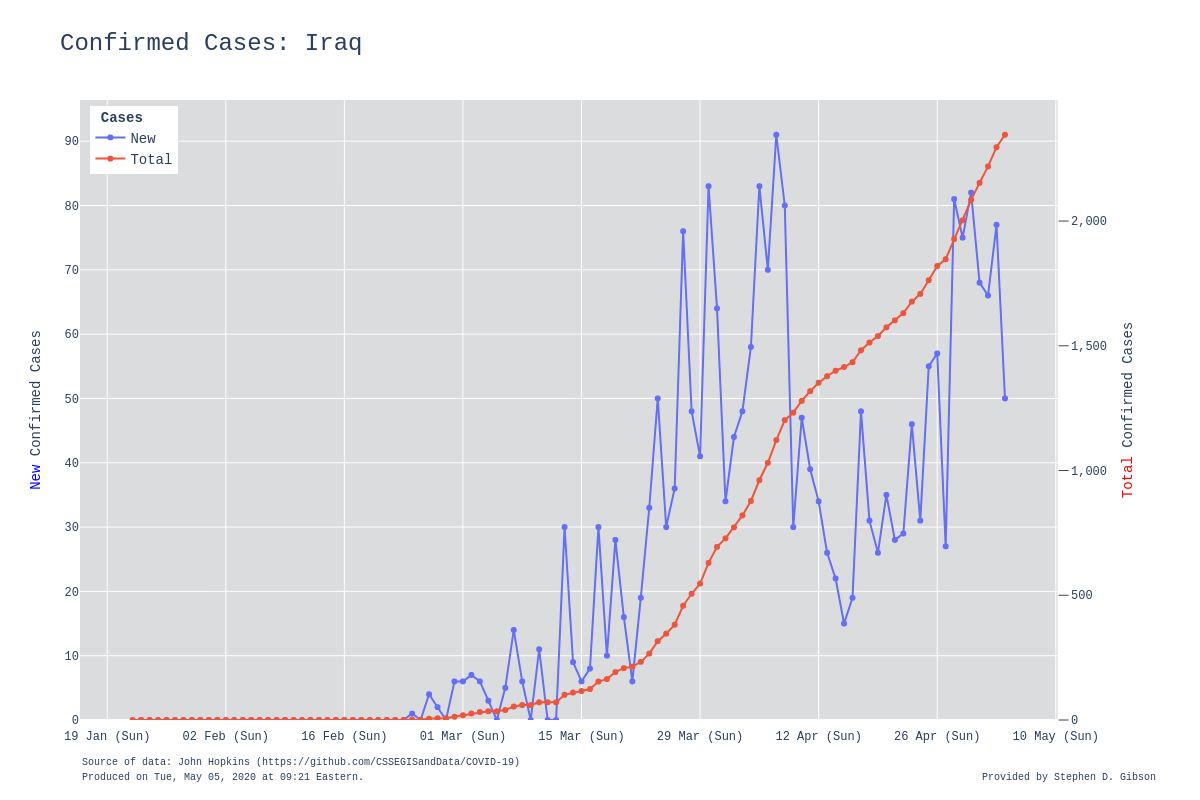 Confirmed Cases: Iraq
Cases
New
Total
90
80
70
60
50
40
30
20
10
0
New Confirmed Cases
2,000
1,500
1,000
500
0
Total Confirmed Cases
19 Jan (Sun) 02 Feb (Sun) 16 Feb (Sun) 01 Mar (Sun) 15 Mar (Sun) 29 Mar (Sun) 12 Apr (Sun) 26 Apr (Sun) 10 May (Sun)
Source of data: John Hopkins (https://github.com/CSSEGISandData/COVID-19)
Produced on Tue, May 05, 2020 at 09:21 Eastern.
Provided by Stephen D. Gibson